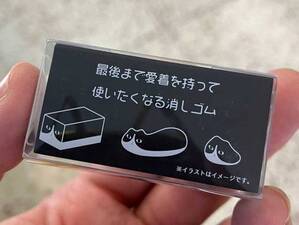 最後まで愛着を持って
使いたくなる消しゴム
※イラストはイメージです。